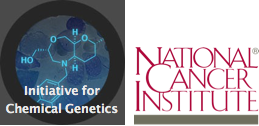 H
O
O
HO
O
N
H
Initiative for
Chemical Genetics
NATIONAL®
CANCER
INSTITUTE